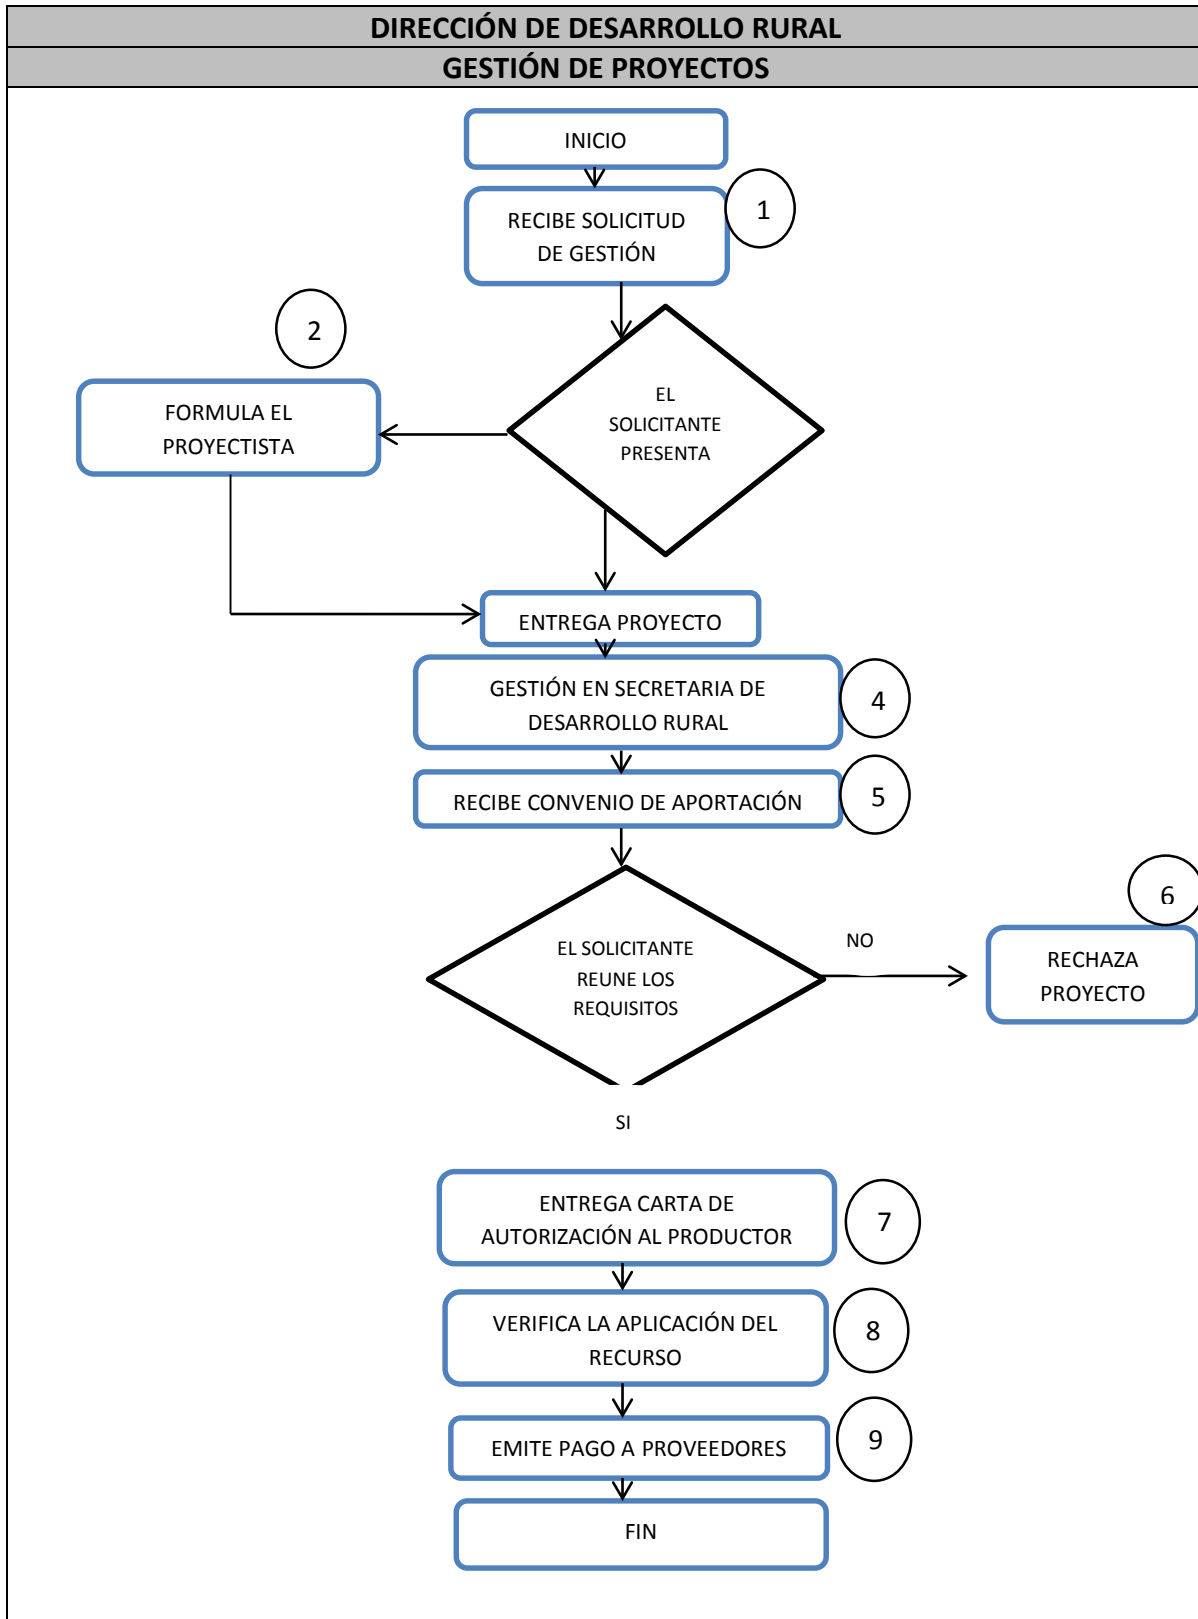 DIRECCIÓN DE DESARROLLO RURAL
GESTIÓN DE PROYECTOS
INICIO
1
RECIBE SOLICITUD
DE GESTIÓN
2
EL
SOLICITANTE
PRESENTA
FORMULA EL
PROYECTISTA
ENTREGA PROYECTO
GESTIÓN EN SECRETARIA DE
DESARROLLO RURAL
4
RECIBE CONVENIO DE APORTACIÓN
5
6
EL SOLICITANTE
REUNE LOS
REQUISITOS
NO
RECHAZA
PROYECTO
SI
ENTREGA CARTA DE
AUTORIZACIÓN AL PRODUCTOR
7
VERIFICA LA APLICACIÓN DEL
RECURSO
8
EMITE PAGO A PROVEEDORES
9
FIN